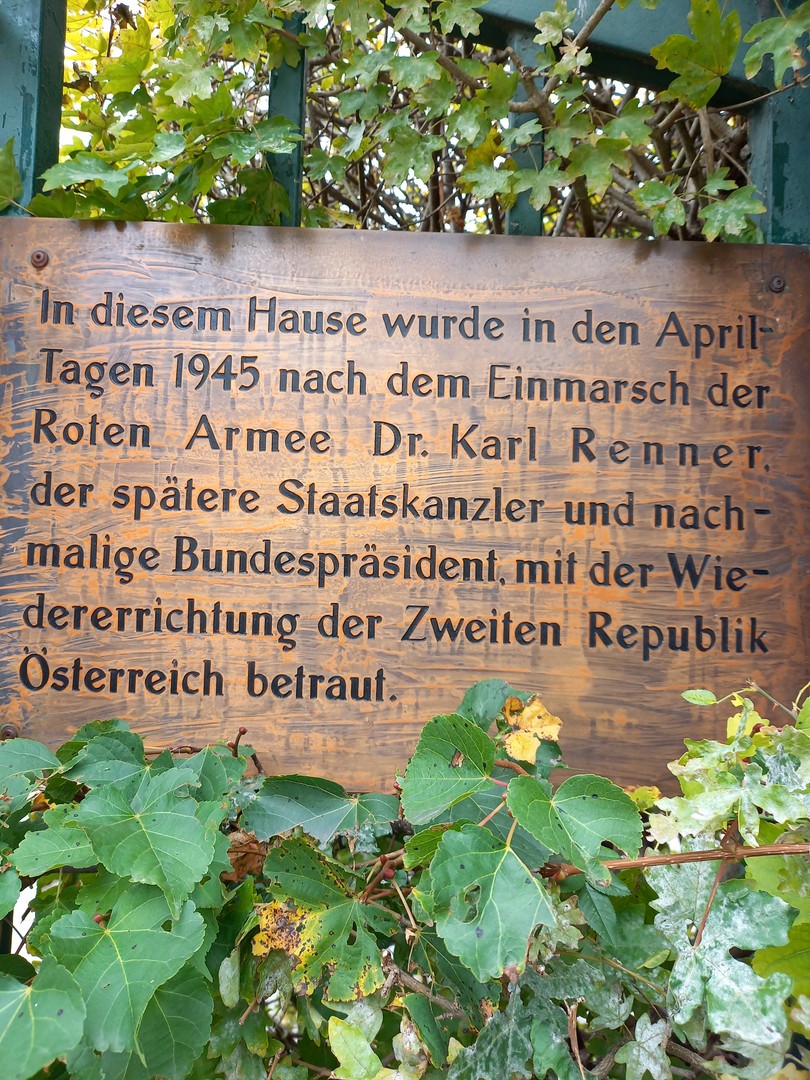 In diesem Hause wurde in den April-
Tagen 1945 nach dem Einmarsch der
Roten Armee Dr. Karl Renner,
der spätere Staatskanzler und nach-
malige Bundespräsident, mit der Wie-
dererrichtung der Zweiten Republik
Österreich betraut.